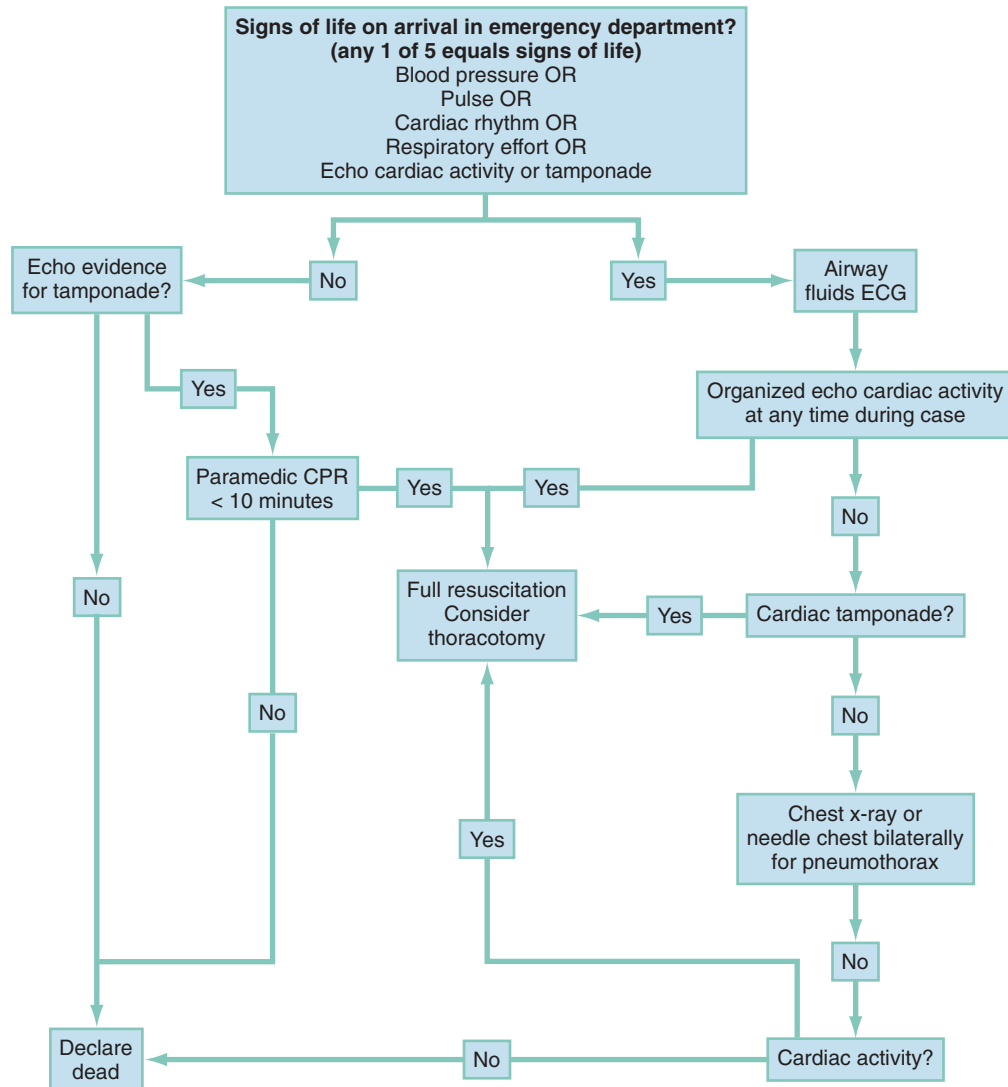 Signs of life on arrival in emergency department?
(any 1 of 5 equals signs of life)
Blood pressure OR
Pulse OR
Cardiac rhythm OR
Respiratory effort OR
Echo cardiac activity or tamponade
Echo evidence
for tamponade?
No
Yes
Airway
fluids ECG
Yes
Organized echo cardiac activity
at any time during case
Paramedic CPR
< 10 minutes
Yes
Yes
No
No
Full resuscitation
Consider
thoracotomy
Yes
Cardiac tamponade?
No
No
Chest x-ray or
needle chest bilaterally
for pneumothorax
Yes
No
Declare
dead
No
Cardiac activity?